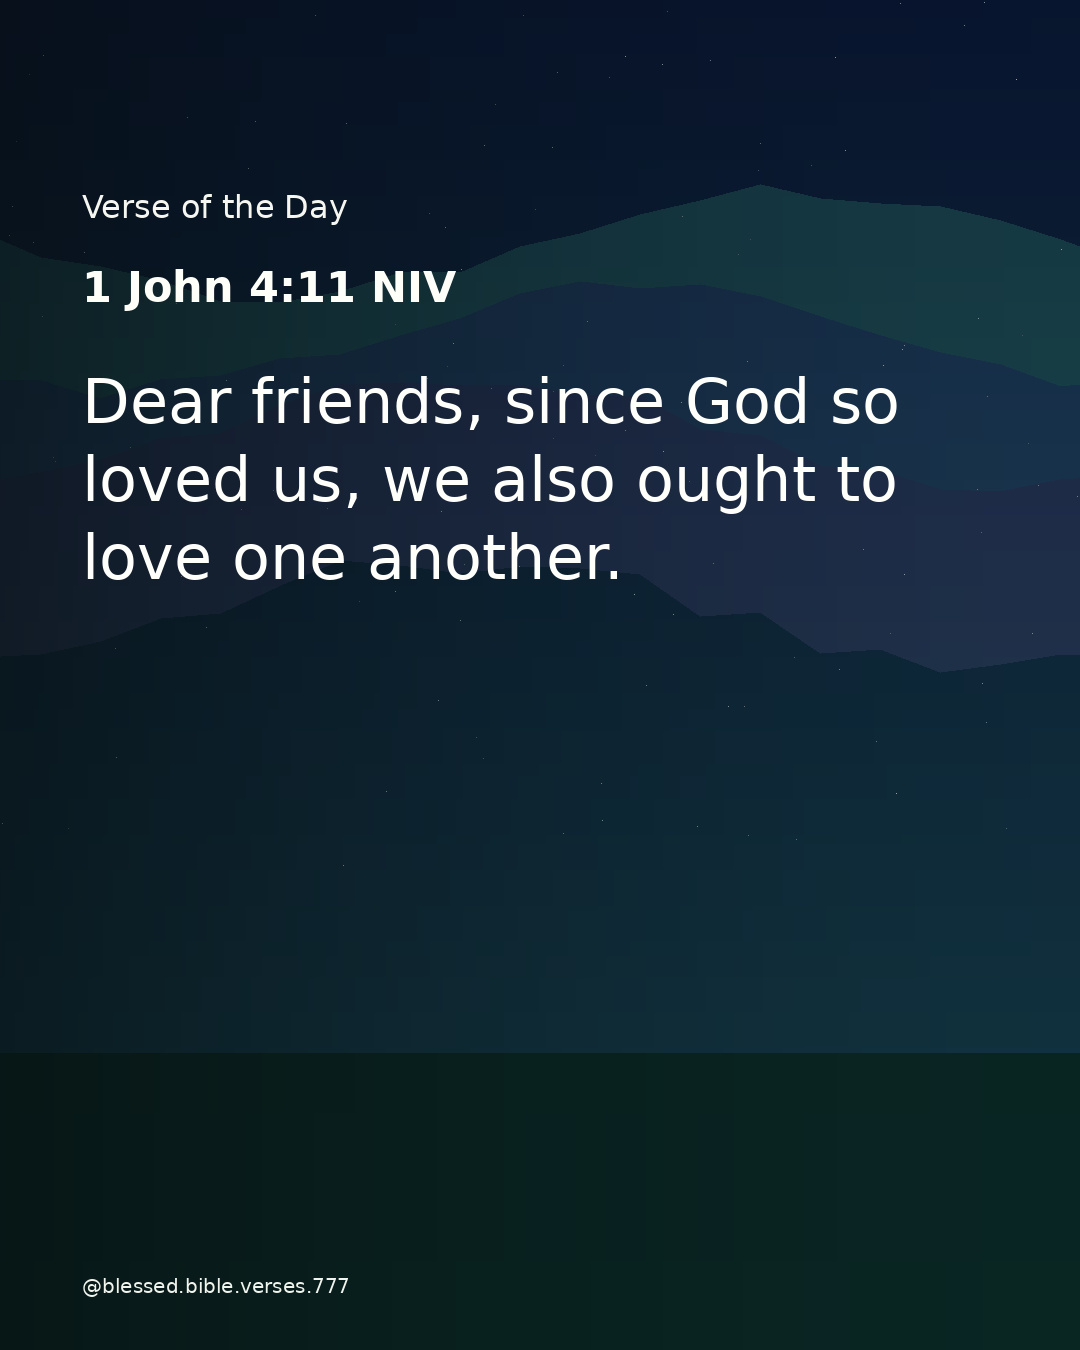 Verse of the Day
1 John 4:11 NIV
Dear friends, since God so
loved us, we also ought to
love one another.
@blessed.bible.verses.777